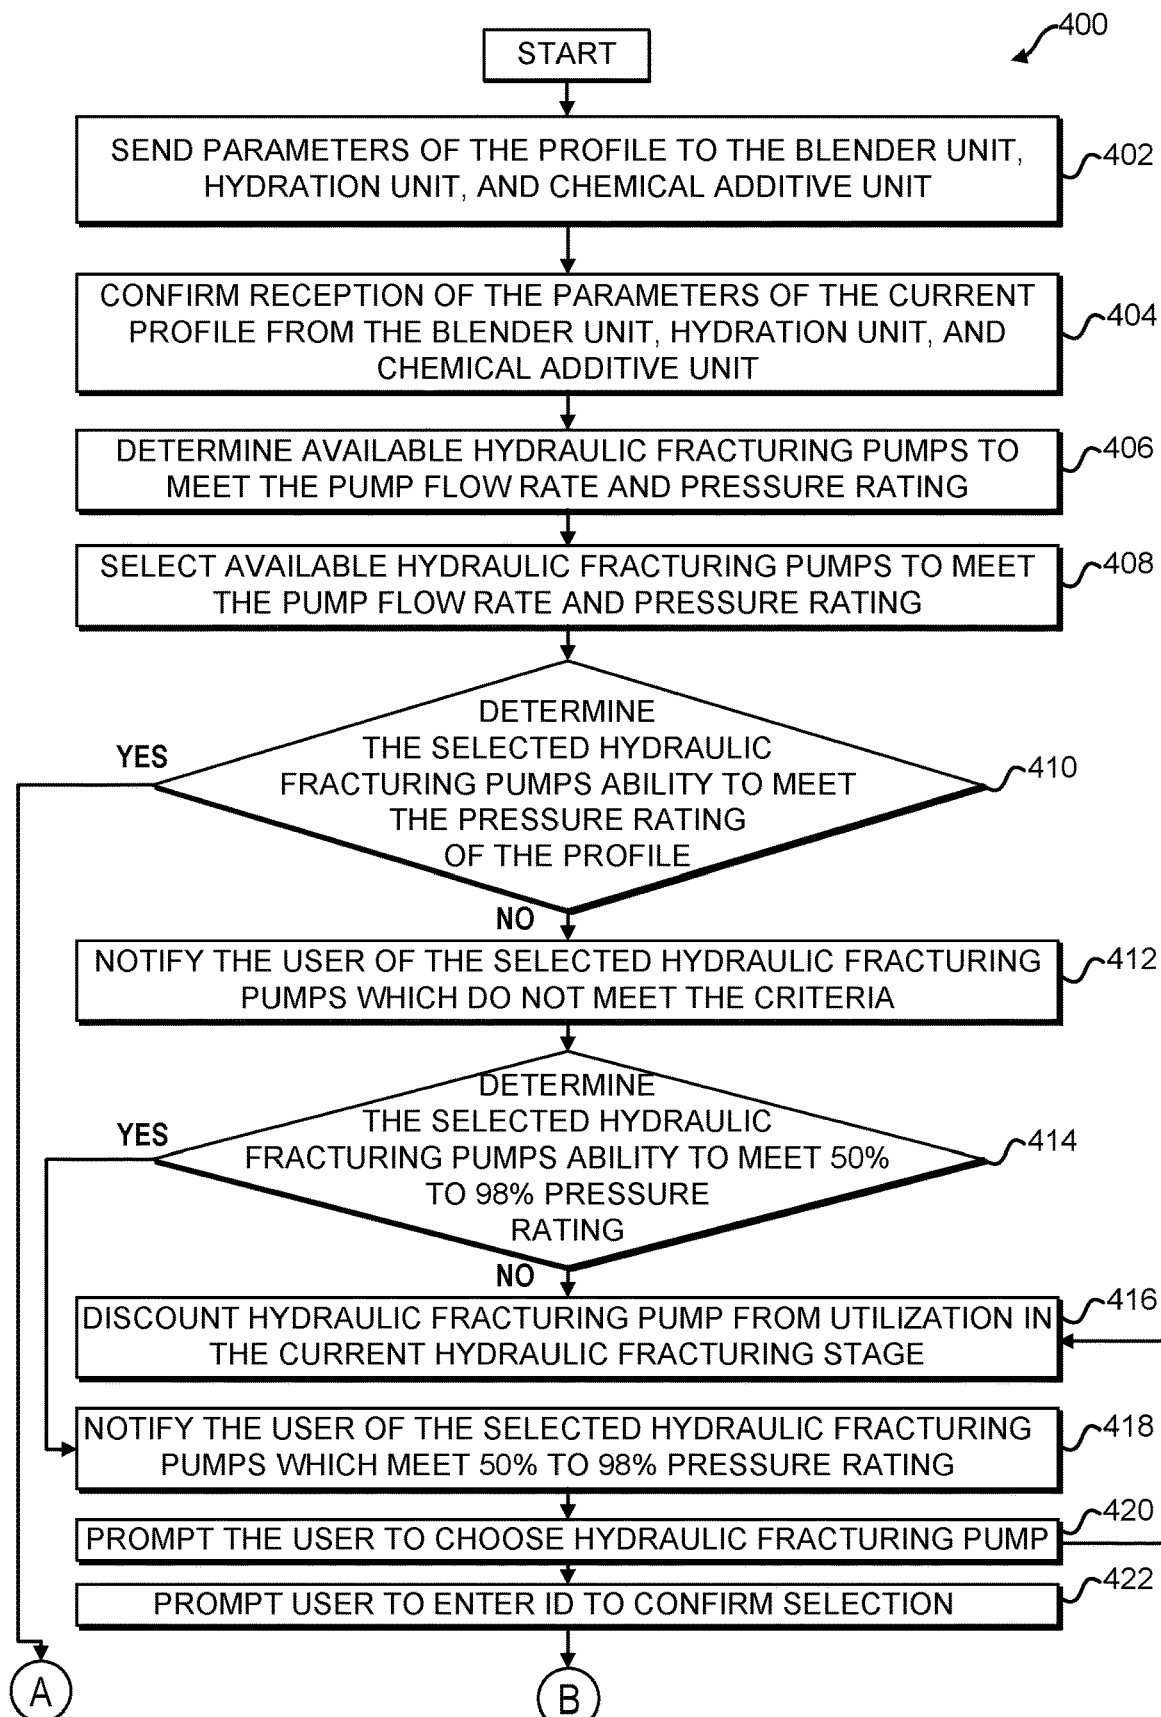 400
START
SEND PARAMETERS OF THE PROFILE TO THE BLENDER UNIT,
HYDRATION UNIT, AND CHEMICAL ADDITIVE UNIT
402
CONFIRM RECEPTION OF THE PARAMETERS OF THE CURRENT
PROFILE FROM THE BLENDER UNIT, HYDRATION UNIT, AND
CHEMICAL ADDITIVE UNIT
404
DETERMINE AVAILABLE HYDRAULIC FRACTURING PUMPS TO
MEET THE PUMP FLOW RATE AND PRESSURE RATING
406
SELECT AVAILABLE HYDRAULIC FRACTURING PUMPS TO MEET
THE PUMP FLOW RATE AND PRESSURE RATING
408
DETERMINE
THE SELECTED HYDRAULIC
FRACTURING PUMPS ABILITY TO MEET
THE PRESSURE RATING
OF THE PROFILE
YES
410
NO
NOTIFY THE USER OF THE SELECTED HYDRAULIC FRACTURING
PUMPS WHICH DO NOT MEET THE CRITERIA
412
DETERMINE
THE SELECTED HYDRAULIC
FRACTURING PUMPS ABILITY TO MEET 50%
TO 98% PRESSURE
RATING
YES
414
NO
DISCOUNT HYDRAULIC FRACTURING PUMP FROM UTILIZATION IN
THE CURRENT HYDRAULIC FRACTURING STAGE
416
NOTIFY THE USER OF THE SELECTED HYDRAULIC FRACTURING
PUMPS WHICH MEET 50% TO 98% PRESSURE RATING
418
PROMPT THE USER TO CHOOSE HYDRAULIC FRACTURING PUMP
420
PROMPT USER TO ENTER ID TO CONFIRM SELECTION
422
A
B